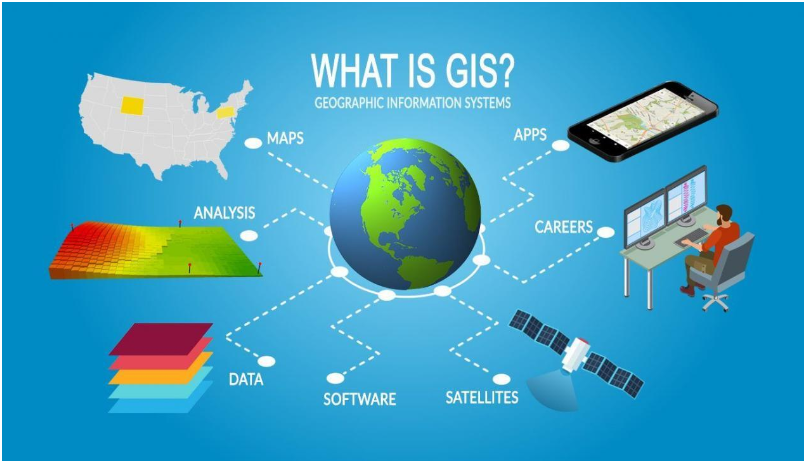 WHAT IS GIS?
GEOGRAPHIC INFORMATION SYSTEMS
MAPS
APPS
ANALYSIS
CAREERS
DATA
SOFTWARE
SATELLITES